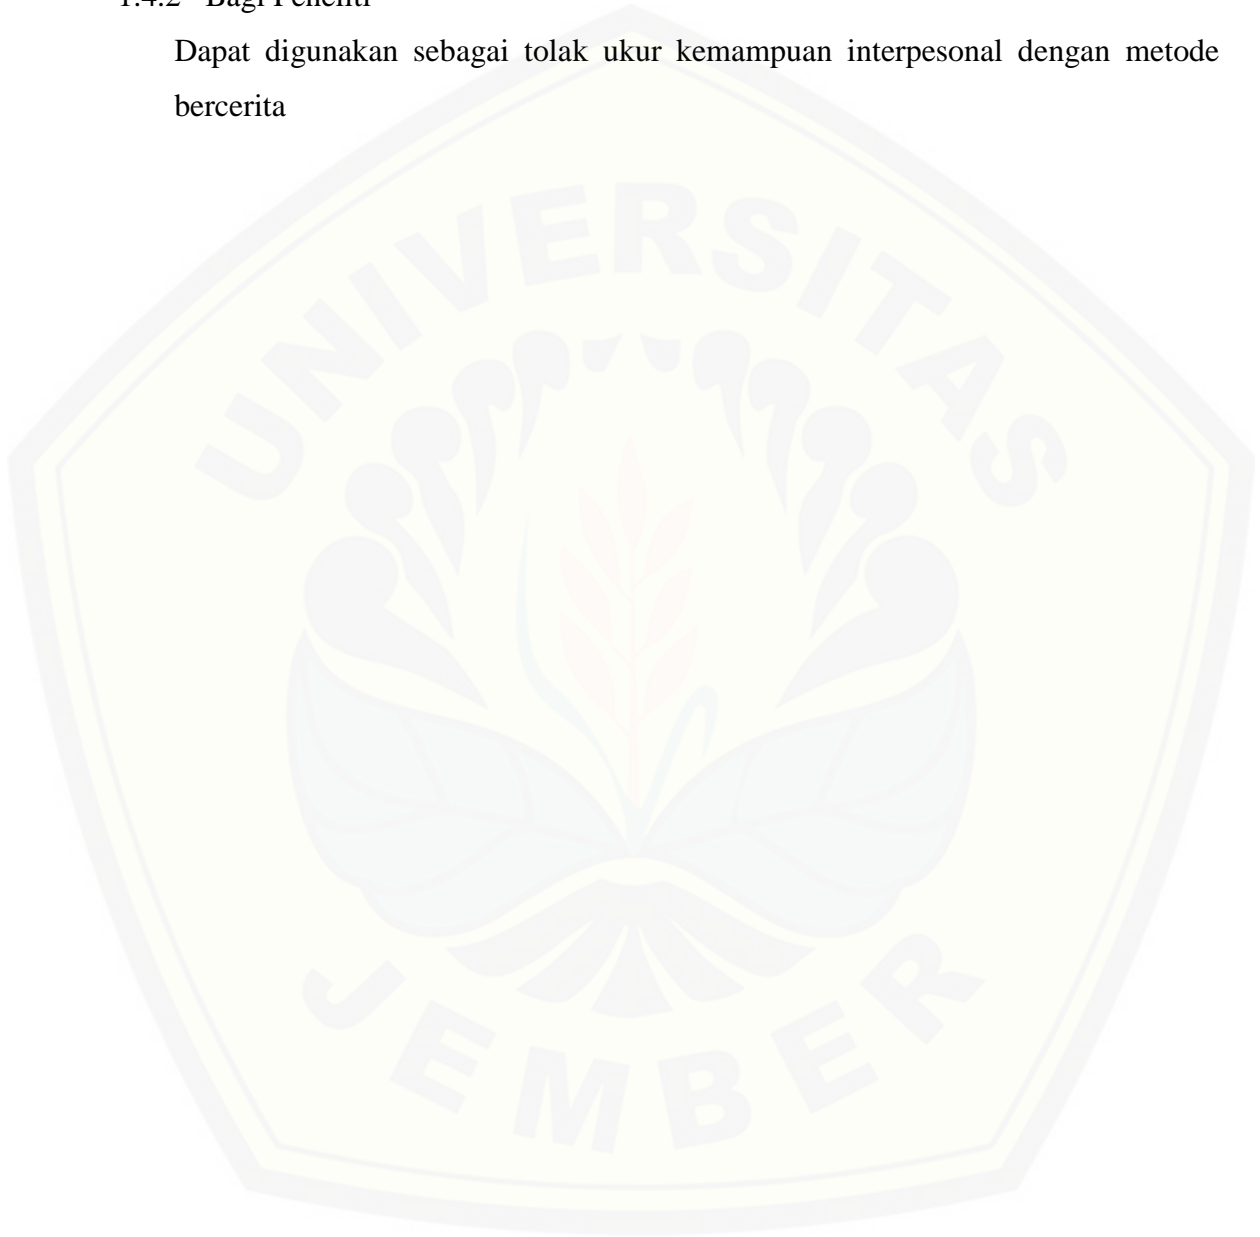 1.4.2 Bagi Peneliti
Dapat digunakan sebagai tolak ukur kemampuan interpesonal dengan metode
bercerita
UNIVERSITAS
JEMBER